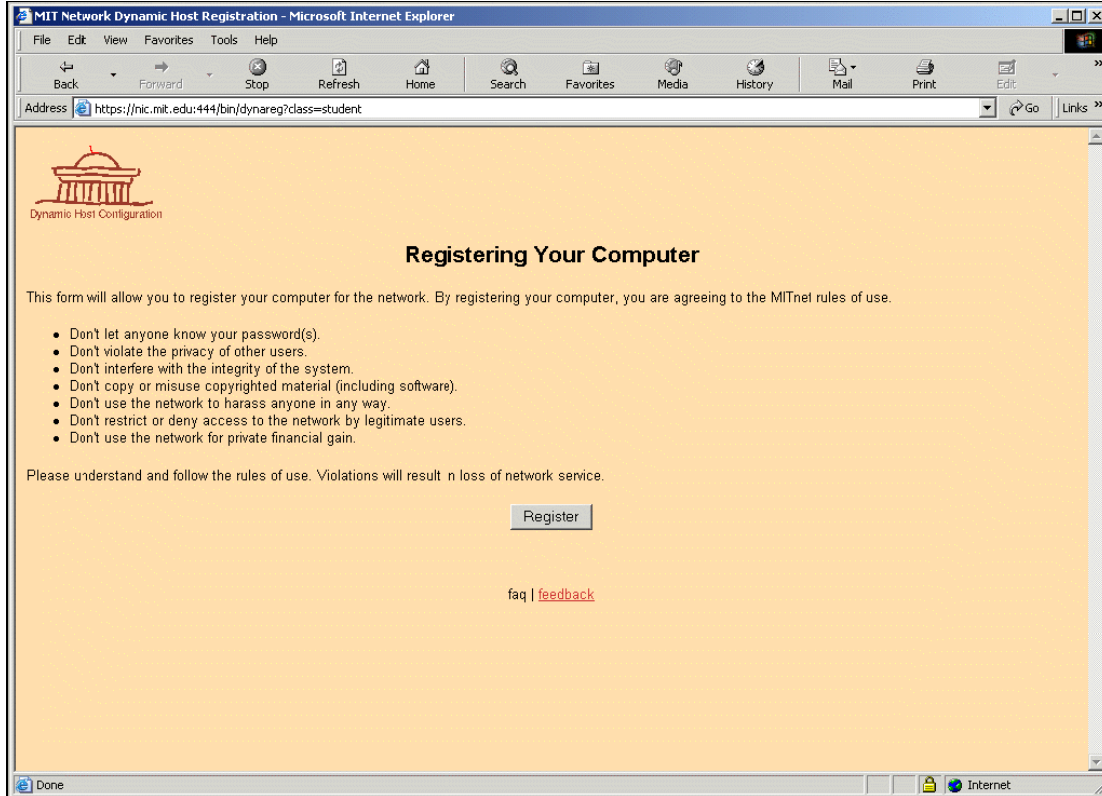 MIT Network Dynamic Host Registration - Microsoft Internet Explorer
File Edit View Favorites Tools Help
Back Forward Stop Refresh Home Search Favorites Media History Mail Print Edit »
Address https://nic.mit.edu:444/bin/dynareg?class=student Go Links »
Dynamic Host Configuration
Registering Your Computer
This form will allow you to register your computer for the network. By registering your computer, you are agreeing to the MITnet rules of use.
• Don't let anyone know your password(s).
• Don't violate the privacy of other users.
• Don't interfere with the integrity of the system.
• Don't copy or misuse copyrighted material (including software).
• Don't use the network to harass anyone in any way.
• Don't restrict or deny access to the network by legitimate users.
• Don't use the network for private financial gain.
Please understand and follow the rules of use. Violations will result in loss of network service.
Register
faq | feedback
Done Internet